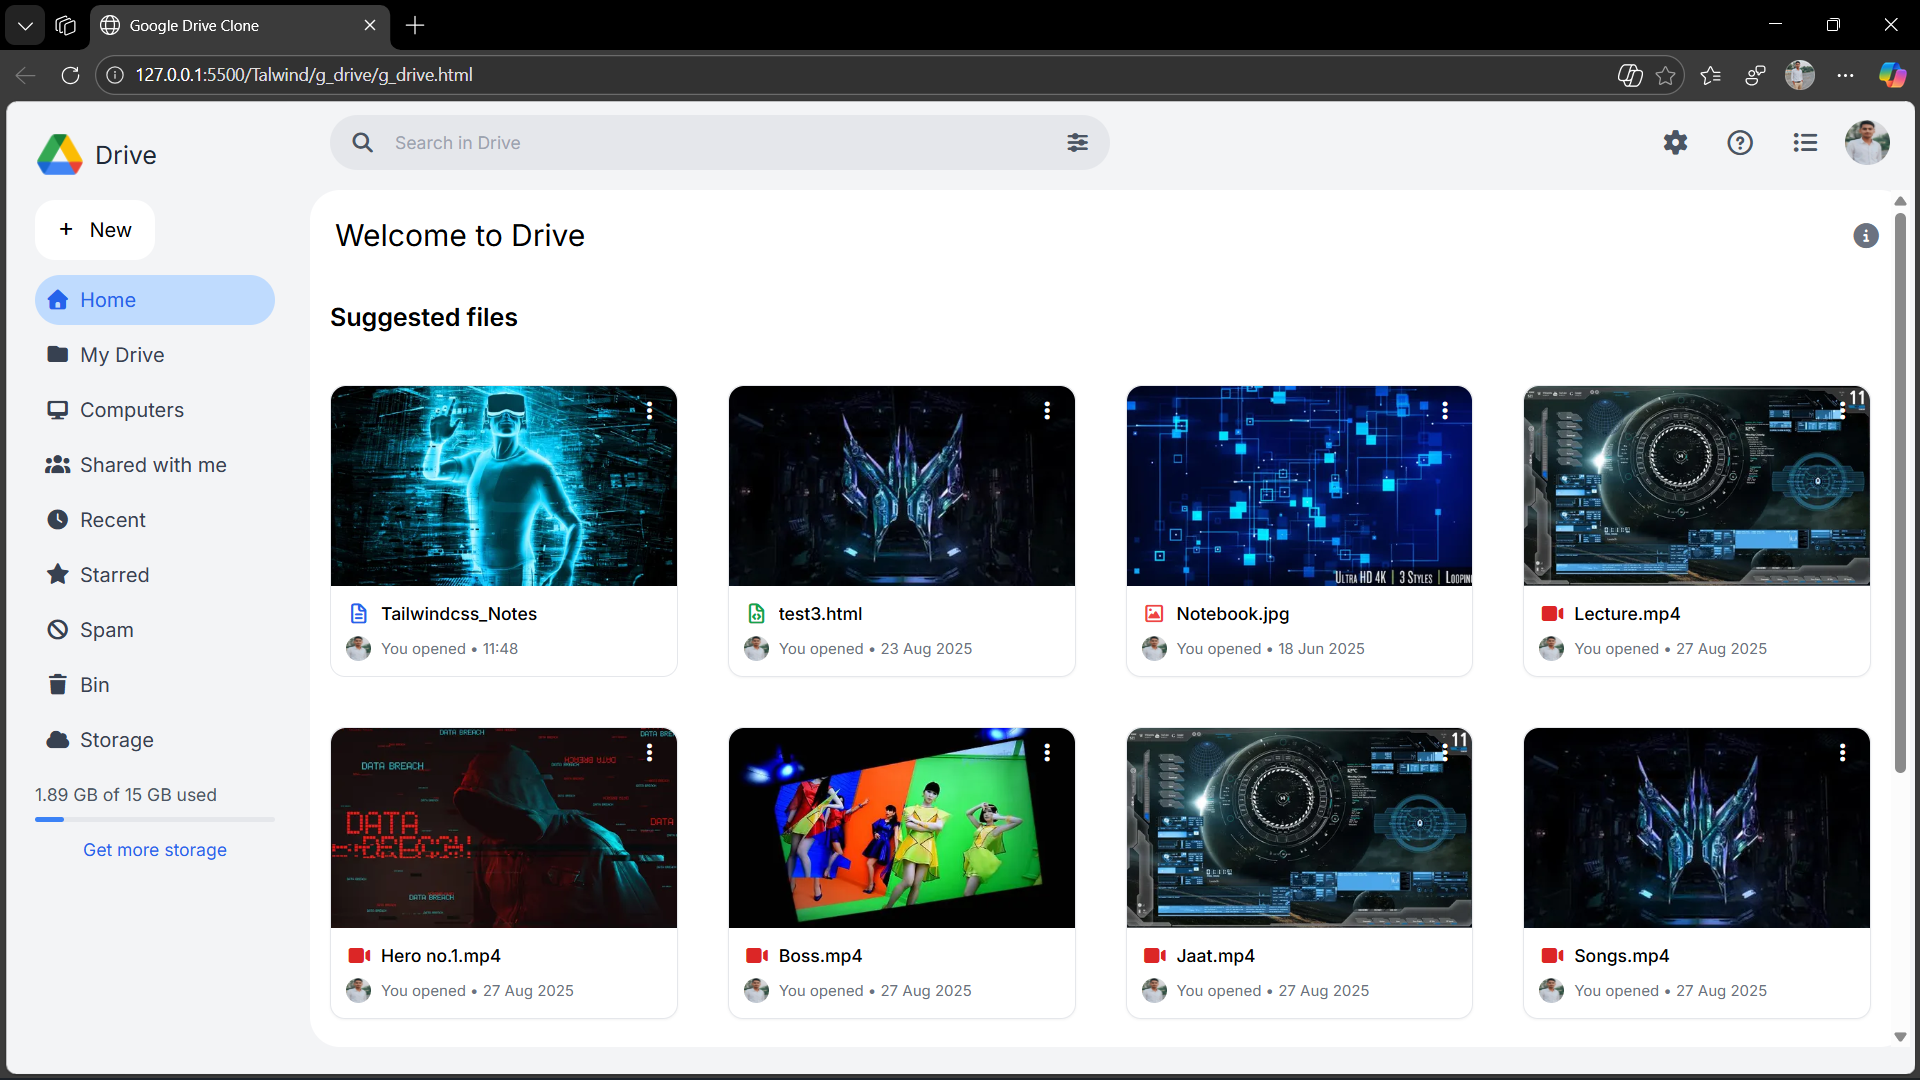 Google Drive Clone
127.0.0.1:5500/Talwind/g_drive/g_drive.html
Drive
Search in Drive
+ New
Home
My Drive
Computers
Shared with me
Recent
Starred
Spam
Bin
Storage
1.89 GB of 15 GB used
Get more storage
Welcome to Drive
Suggested files
ULTRA HD 4K | 3 STYLES | LOOPIN
11
Tailwindcss_Notes
You opened • 11:48
test3.html
You opened • 23 Aug 2025
Notebook.jpg
You opened • 18 Jun 2025
Lecture.mp4
You opened • 27 Aug 2025
DATA BREACH
DATA BRE
DATA BREACH
DATA
DATA
DATA BREACH
DATA BREACH
11
Hero no.1.mp4
You opened • 27 Aug 2025
Boss.mp4
You opened • 27 Aug 2025
Jaat.mp4
You opened • 27 Aug 2025
Songs.mp4
You opened • 27 Aug 2025